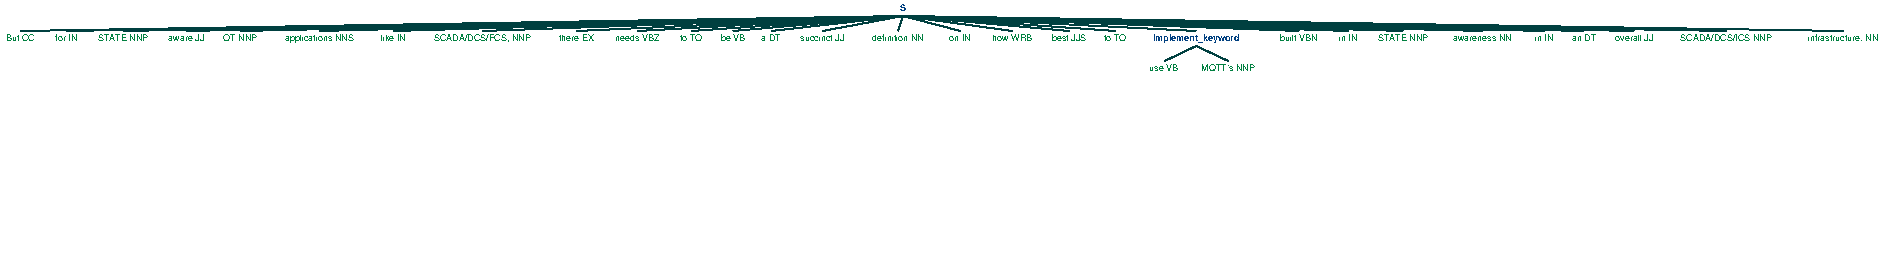 S
But CC for IN STATE NNP aware JJ OT NNP applications NNS like IN SCADA/DCS/FCS, NNP there EX needs VBZ to TO be VB a DT succinct JJ definition NN on IN how WRB best JJS to TO Implement_keyword built VBN in IN STATE NNP awareness NN in IN an DT overall JJ SCADA/DCS/ICS NNP infrastructure. NN
use VB MQTT's NNP